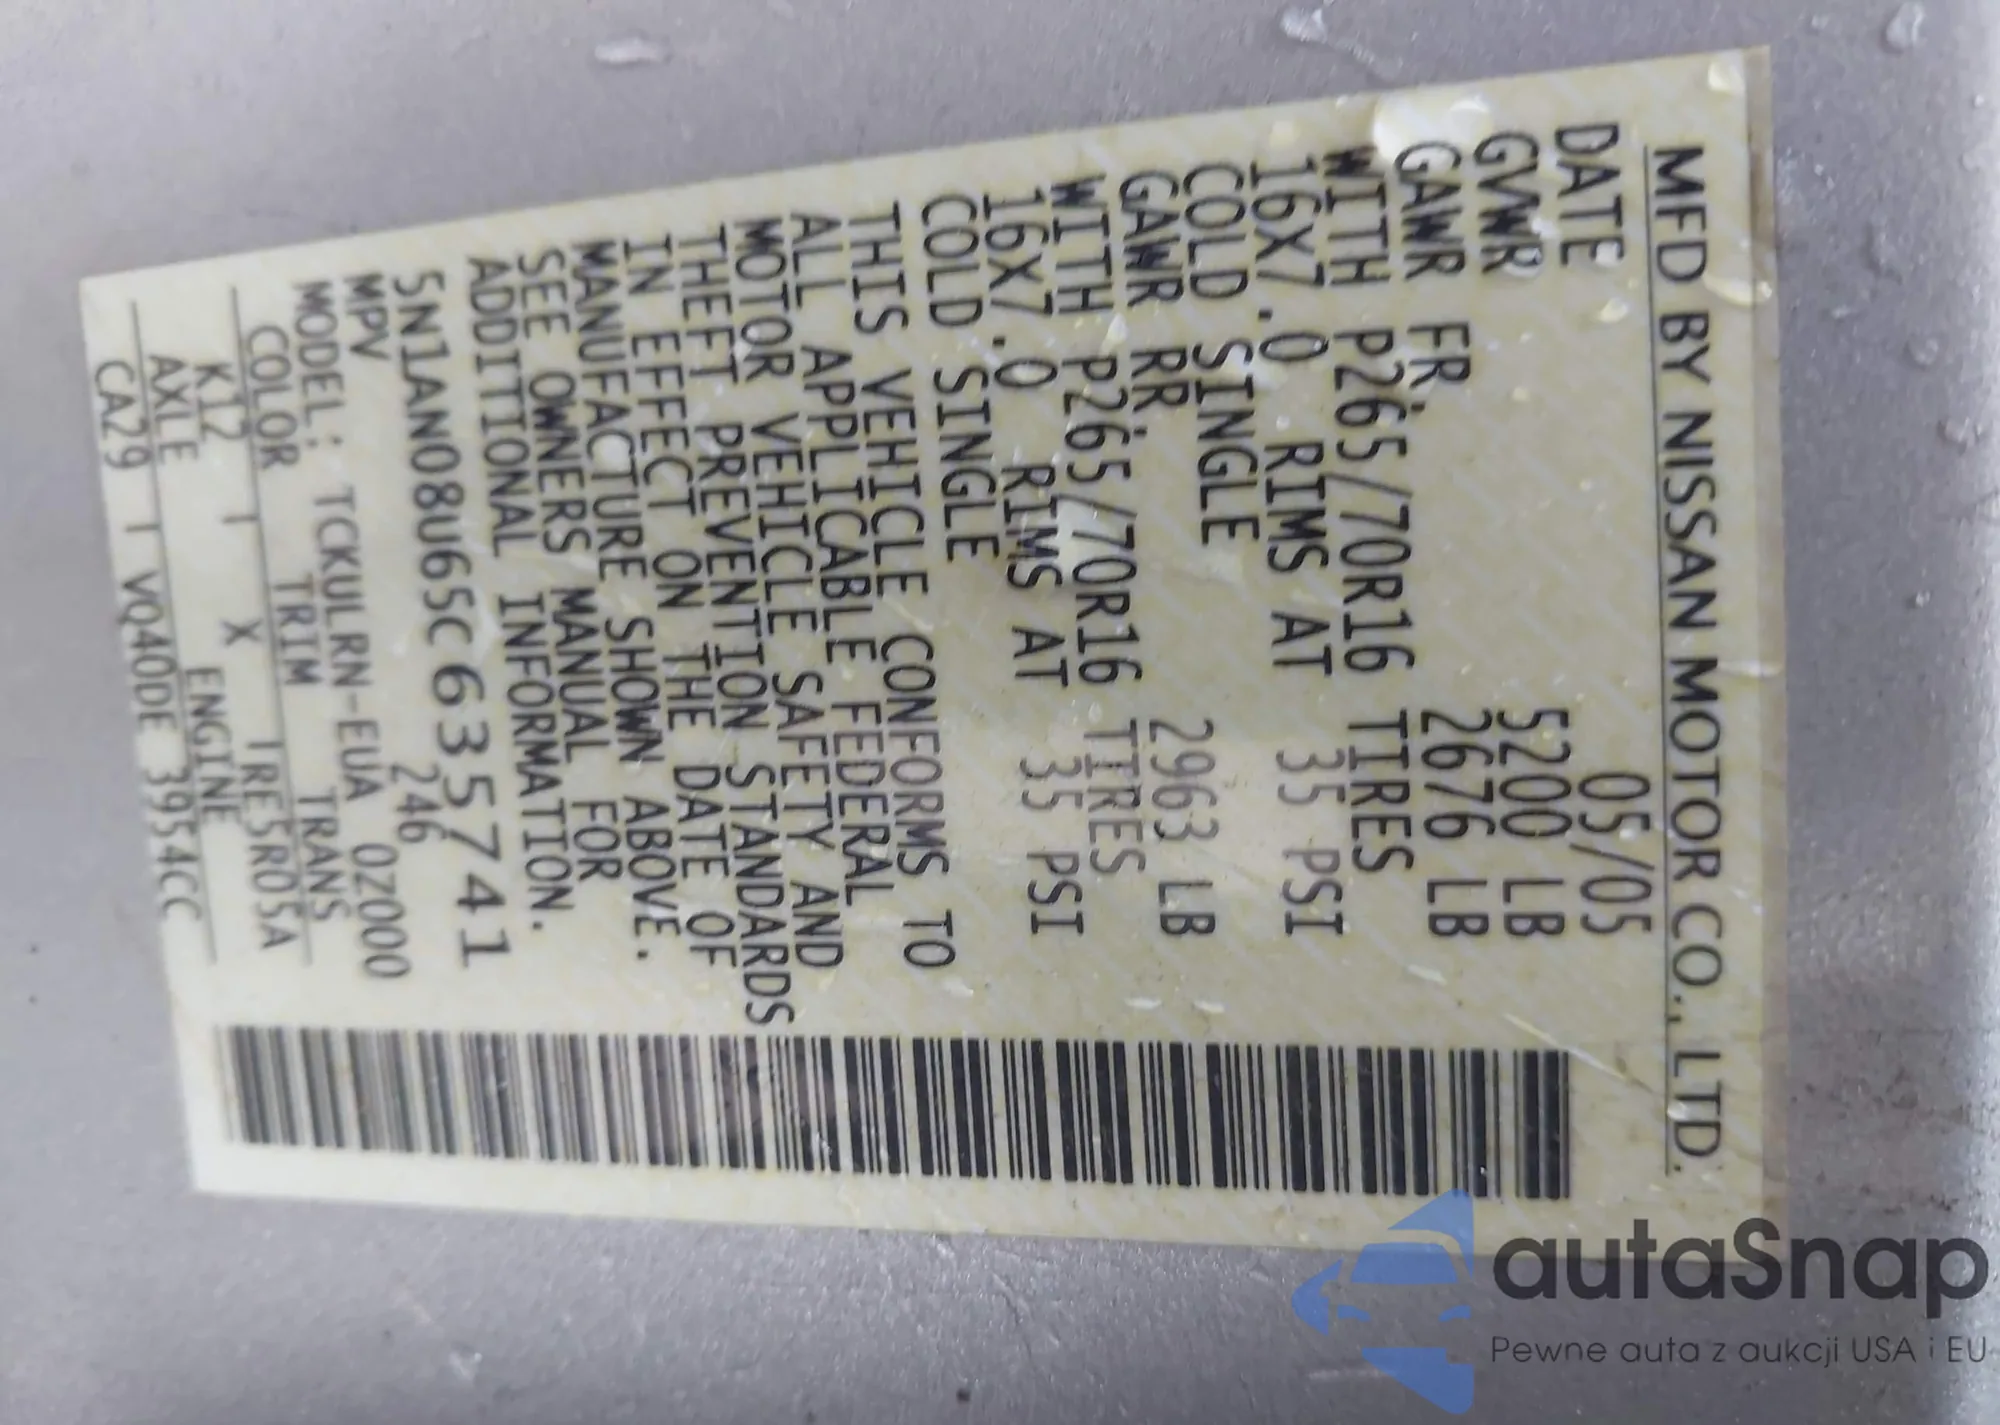 MFD BY NISSAN MOTOR CO., LTD.
DATE 05/05
GVWR 5200 LB
GAWR FR. 2676 LB
WITH P265/70R16 TIRES
16X7.0 RIMS AT 35 PSI
COLD SINGLE
GAWR RR. 2963 LB
WITH P265/70R16 TIRES
16X7.0 RIMS AT 35 PSI
COLD SINGLE
THIS VEHICLE CONFORMS TO
ALL APPLICABLE FEDERAL
MOTOR VEHICLE SAFETY AND
THEFT PREVENTION STANDARDS
IN EFFECT ON THE DATE OF
MANUFACTURE SHOWN ABOVE.
SEE OWNERS MANUAL FOR
ADDITIONAL INFORMATION.
5N1AN08U65C635741
MPV 246
MODEL: TCKULRN-EUA 0Z000
COLOR TRIM TRANS
K12 X RE5R05A
AXLE ENGINE
CA29 VQ40DE 3954CC
autaSnap
Pewne auta z aukcji USA i EU